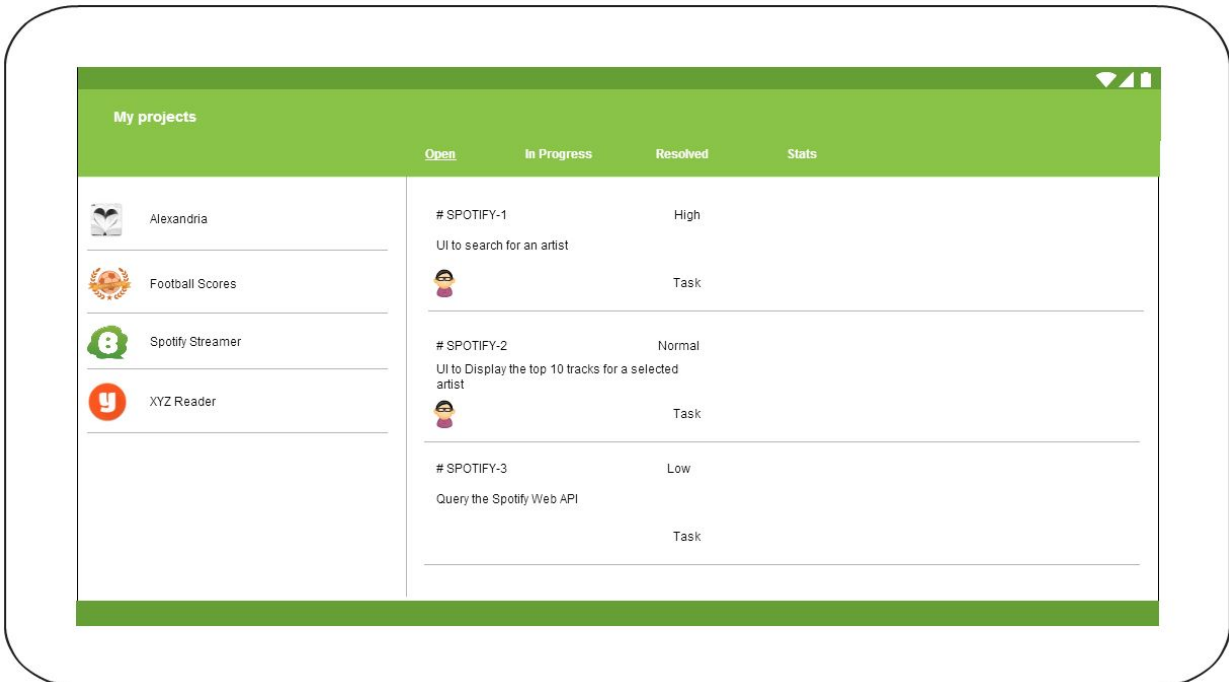 My projects
Open In Progress Resolved Stats
Alexandria
Football Scores
Spotify Streamer
XYZ Reader
# SPOTIFY-1 High
UI to search for an artist
Task
# SPOTIFY-2 Normal
UI to Display the top 10 tracks for a selected
artist
Task
# SPOTIFY-3 Low
Query the Spotify Web API
Task